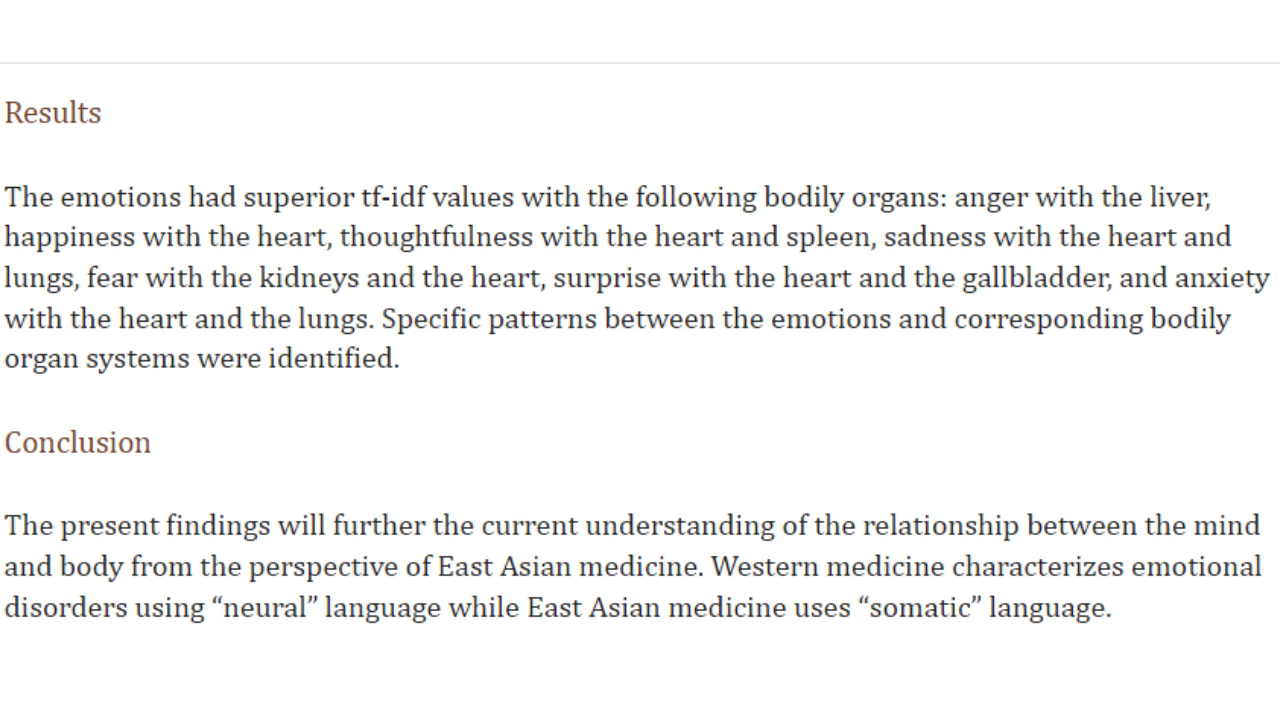 Results
The emotions had superior tf-idf values with the following bodily organs: anger with the liver,
happiness with the heart, thoughtfulness with the heart and spleen, sadness with the heart and
lungs, fear with the kidneys and the heart, surprise with the heart and the gallbladder, and anxiety
with the heart and the lungs. Specific patterns between the emotions and corresponding bodily
organ systems were identified.
Conclusion
The present findings will further the current understanding of the relationship between the mind
and body from the perspective of East Asian medicine. Western medicine characterizes emotional
disorders using “neural” language while East Asian medicine uses “somatic” language.